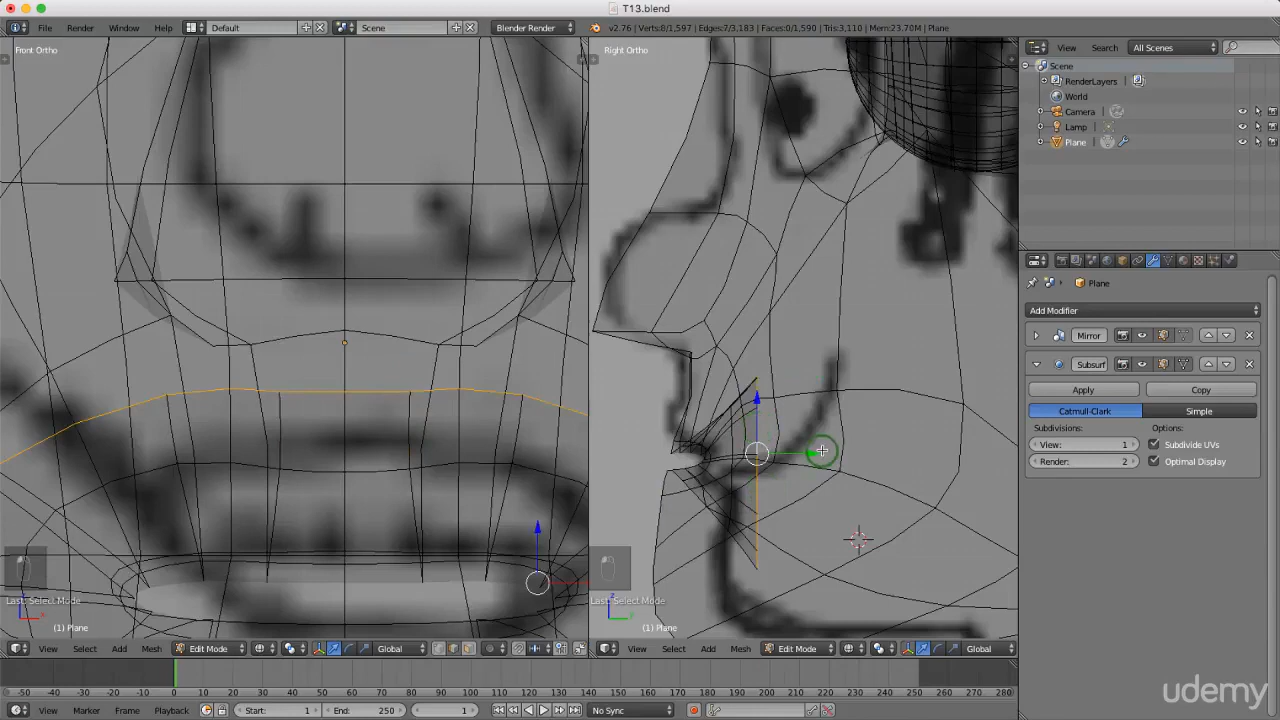 T13.blend
File Render Window Help Default Scene Blender Render v2.76 | Verts:8/1,597 | Edges:7/3,183 | Faces:0/1,590 | Tris:3,110 | Mem:23.70M | Plane
Front Ortho
Right Ortho
View Search All Scenes
Scene
RenderLayers
World
Camera
Lamp
Plane
Plane
Add Modifier
Mirror
Subsurf
Apply Copy
Catmull-Clark Simple
Subdivisions: Options:
View: 1 Subdivide UVs
Render: 2 Optimal Display
Last: Select Mode
Last: Select Mode
(1) Plane
(1) Plane
View Select Add Mesh Edit Mode Global
View Select Add Mesh Edit Mode Global
-50 -40 -30 -20 -10 0 10 20 30 40 50 60 70 80 90 100 110 120 130 140 150 160 170 180 190 200 210 220 230 240 250 260 270 280
View Marker Frame Playback Start: 1 End: 250 1 No Sync
udemy